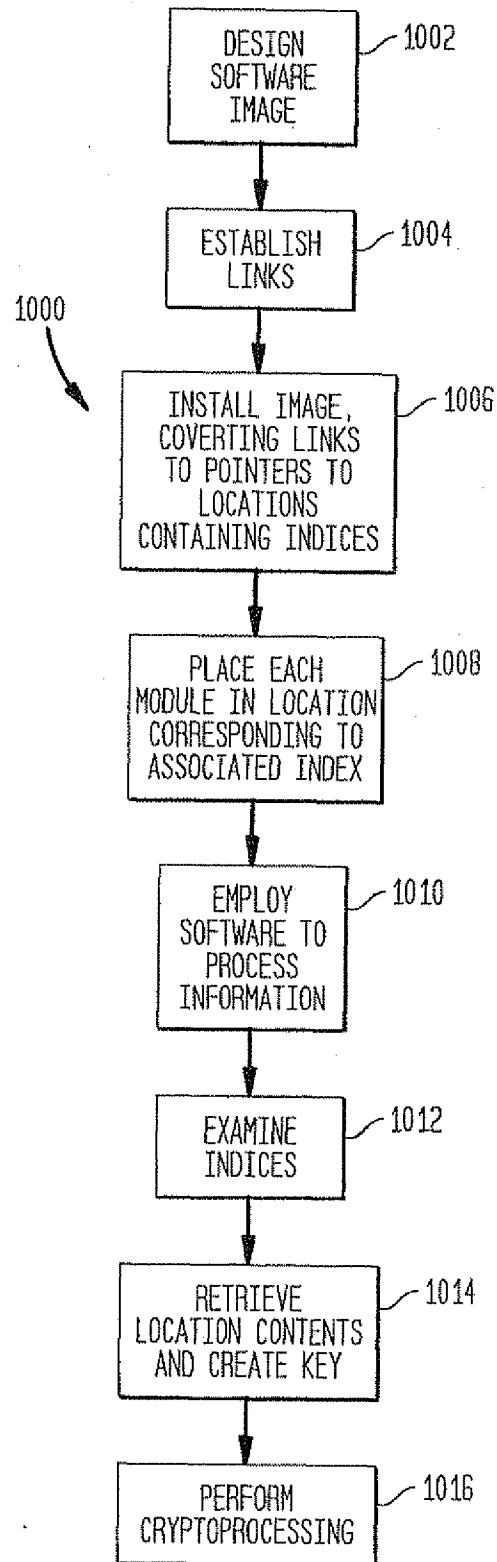 DESIGN
SOFTWARE
IMAGE
1002
ESTABLISH
LINKS
1004
1000
INSTALL IMAGE,
COVERTING LINKS
TO POINTERS TO
LOCATIONS
CONTAINING INDICES
1006
PLACE EACH
MODULE IN LOCATION
CORRESPONDING TO
ASSOCIATED INDEX
1008
EMPLOY
SOFTWARE TO
PROCESS
INFORMATION
1010
EXAMINE
INDICES
1012
RETRIEVE
LOCATION CONTENTS
AND CREATE KEY
1014
PERFORM
CRYPTOPROCESSING
1016